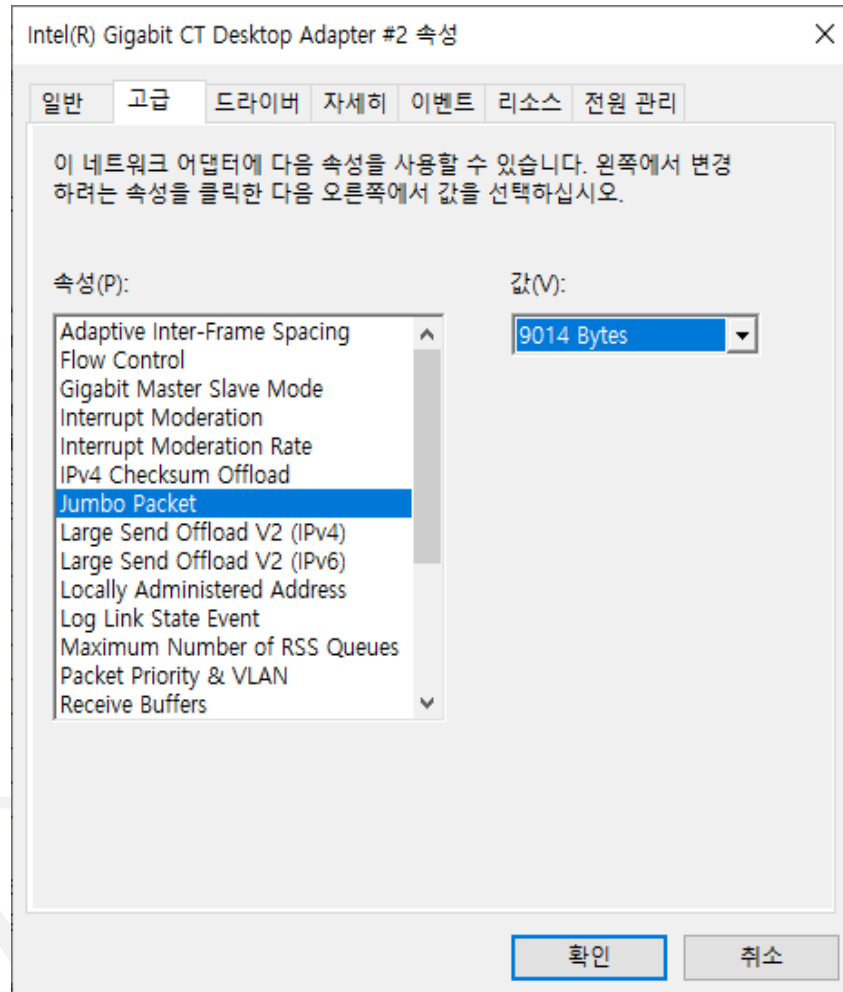 Intel(R) Gigabit CT Desktop Adapter #2 속성
일반 고급 드라이버 자세히 이벤트 리소스 전원 관리
이 네트워크 어댑터에 다음 속성을 사용할 수 있습니다. 왼쪽에서 변경
하려는 속성을 클릭한 다음 오른쪽에서 값을 선택하십시오.
속성(P):
값(V):
Adaptive Inter-Frame Spacing
Flow Control
Gigabit Master Slave Mode
Interrupt Moderation
Interrupt Moderation Rate
IPv4 Checksum Offload
Jumbo Packet
Large Send Offload V2 (IPv4)
Large Send Offload V2 (IPv6)
Locally Administered Address
Log Link State Event
Maximum Number of RSS Queues
Packet Priority & VLAN
Receive Buffers
9014 Bytes
확인 취소